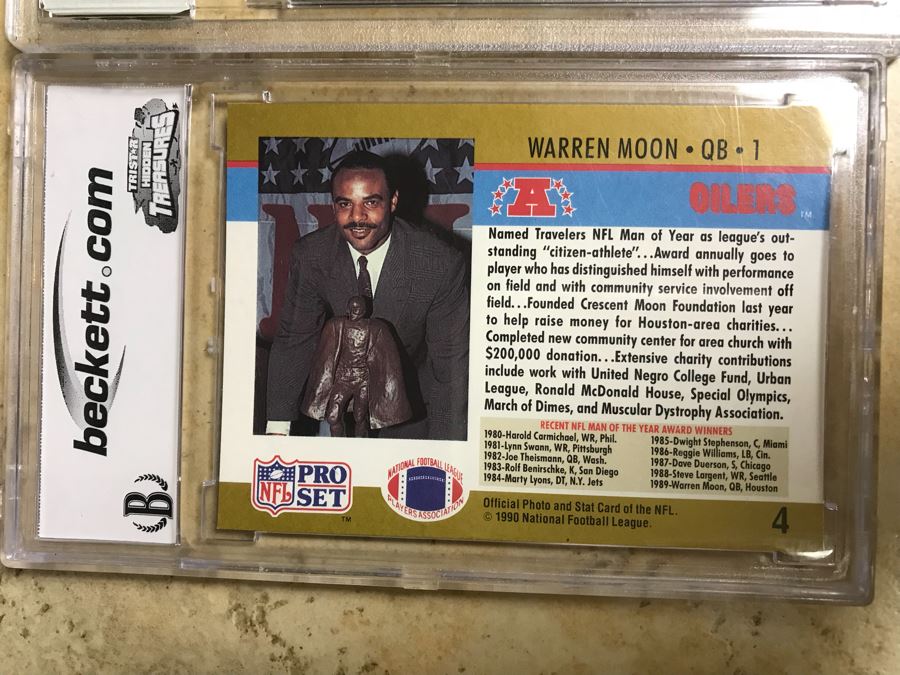 beckett.com
TRISTAR
HIDDEN
TREASURES
B
WARREN MOON • QB • 1
A
OILERS
TM
Named Travelers NFL Man of Year as league's out-
standing "citizen-athlete"...Award annually goes to
player who has distinguished himself with performance
on field and with community service involvement off
field...Founded Crescent Moon Foundation last year
to help raise money for Houston-area charities...
Completed new community center for area church with
$200,000 donation...Extensive charity contributions
include work with United Negro College Fund, Urban
League, Ronald McDonald House, Special Olympics,
March of Dimes, and Muscular Dystrophy Association.
RECENT NFL MAN OF THE YEAR AWARD WINNERS
1980-Harold Carmichael, WR, Phil.
1981-Lynn Swann, WR, Pittsburgh
1982-Joe Theismann, QB, Wash.
1983-Rolf Benirschke, K, San Diego
1984-Marty Lyons, DT, N.Y. Jets
1985-Dwight Stephenson, C, Miami
1986-Reggie Williams, LB, Cin.
1987-Dave Duerson, S, Chicago
1988-Steve Largent, WR, Seattle
1989-Warren Moon, QB, Houston
NFL
PRO
SET
TM
NATIONAL FOOTBALL LEAGUE
PLAYERS ASSOCIATION
Official Photo and Stat Card of the NFL.
© 1990 National Football League.
4